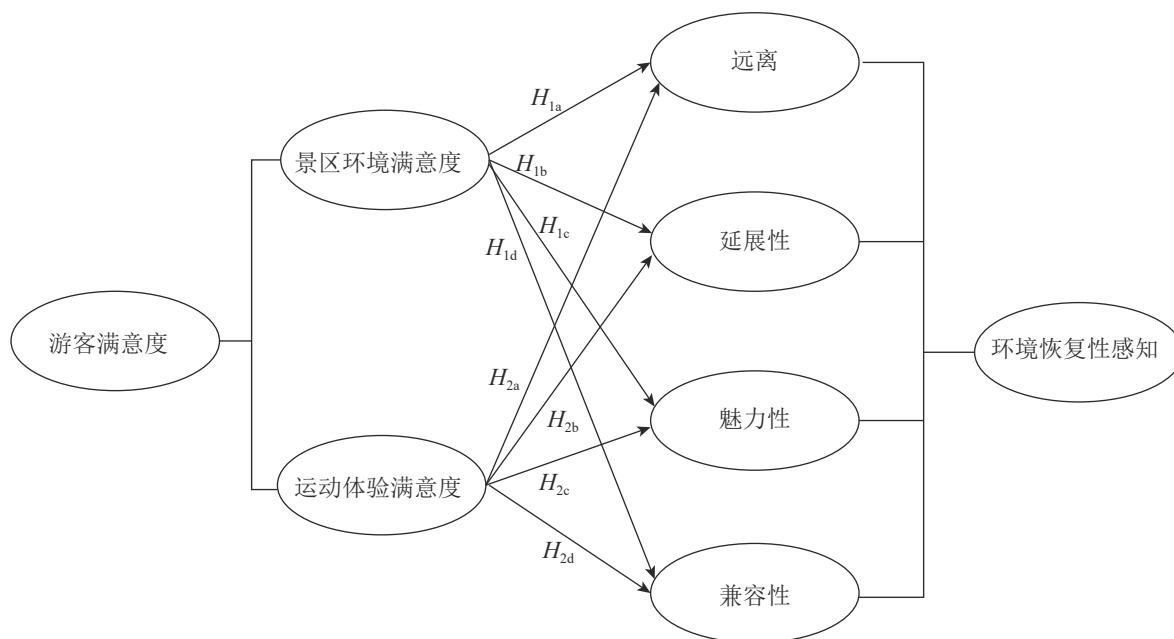 远离
H1a
景区环境满意度
H1b
延展性
H1c
H1d
游客满意度
环境恢复性感知
H2a
魅力性
H2b
运动体验满意度
H2c
H2d
兼容性